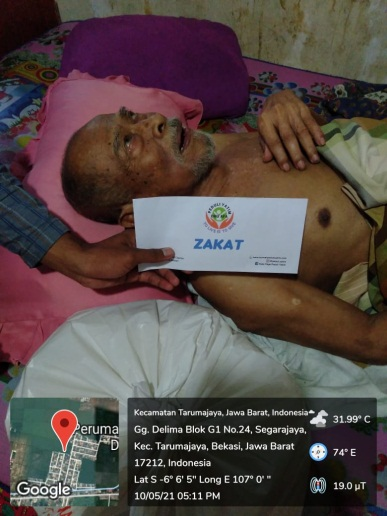 ZAKAT
Kecamatan Tarumajaya, Jawa Barat, Indonesia
Gg. Delima Blok G1 No.24, Segarajaya,
Kec. Tarumajaya, Bekasi, Jawa Barat
17212, Indonesia
Lat S -6° 6' 5" Long E 107° 0' "
10/05/21 05:11 PM
31.99° C
74° E
19.0 µT
Google